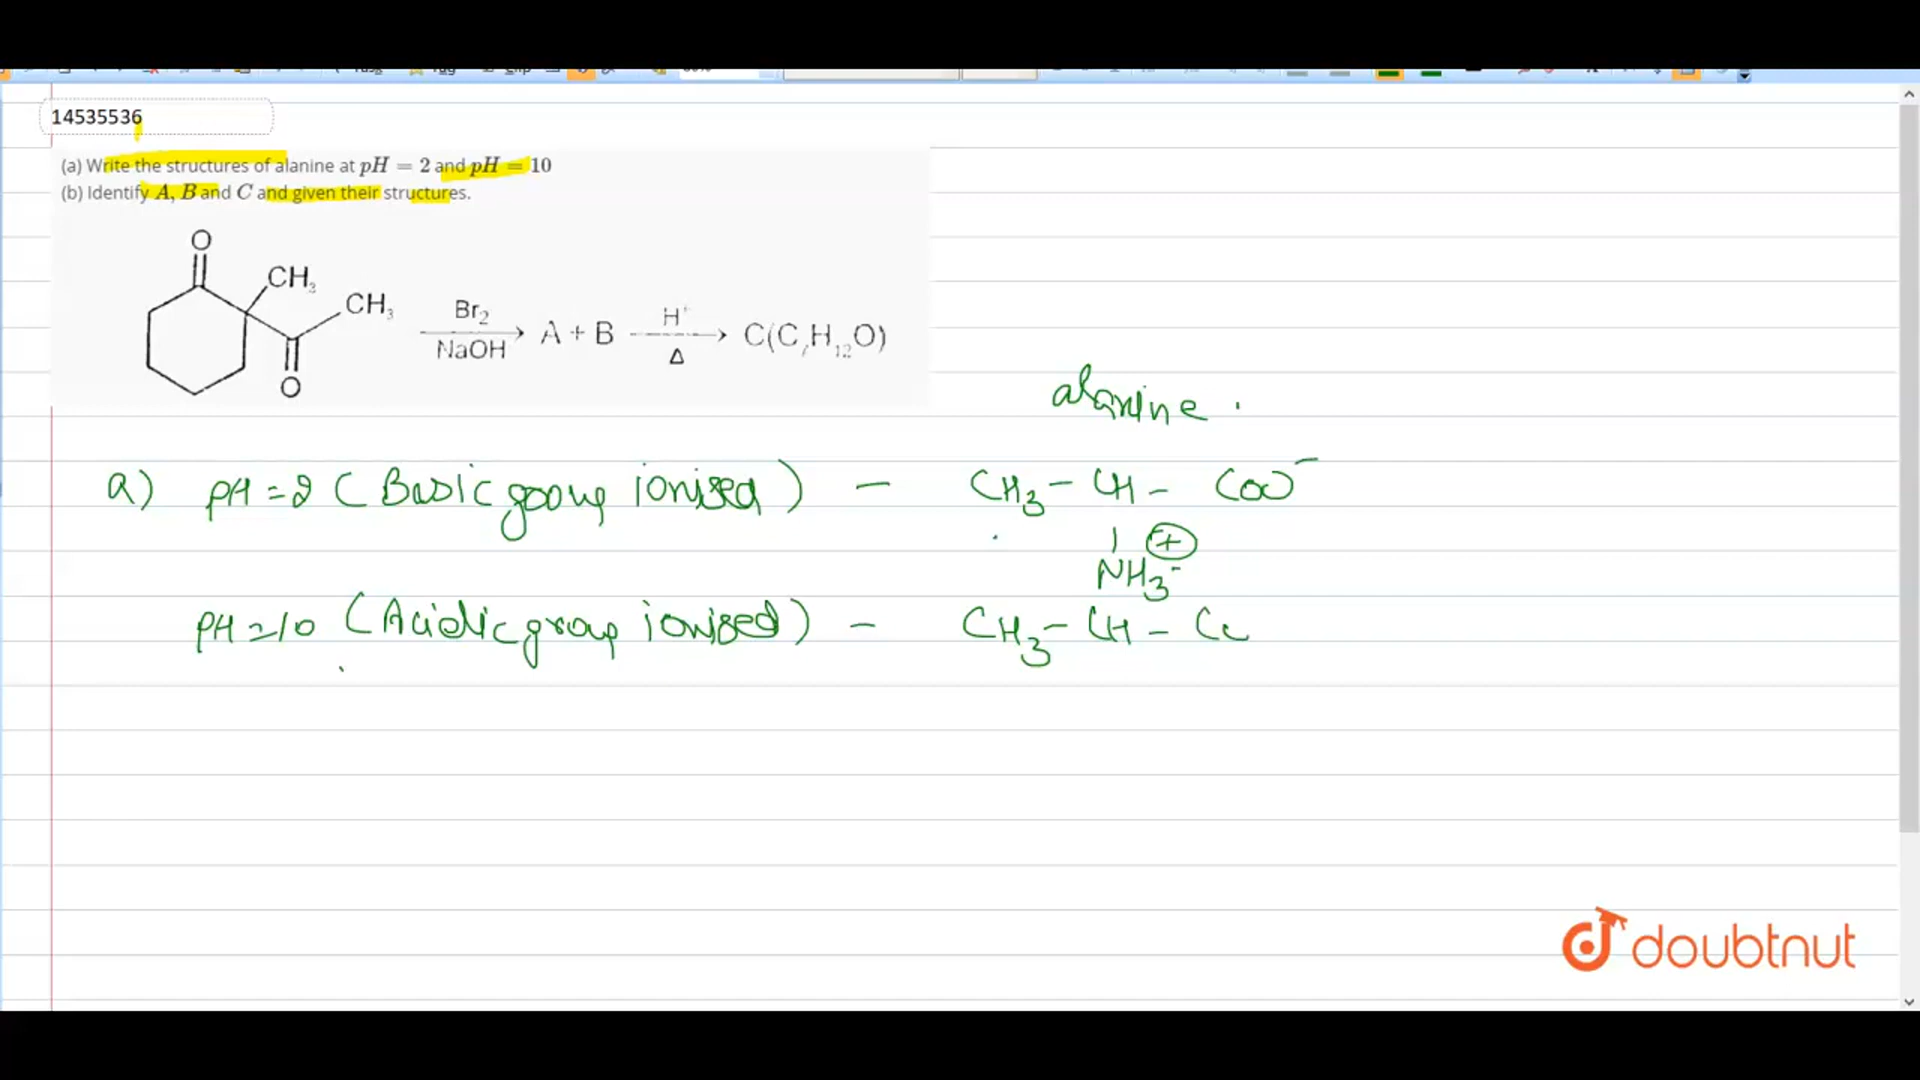 14535536
(a) Write the structures of alanine at pH = 2 and pH = 10
(b) Identify A, B and C and given their structures.
O
CH3
CH3
O
Br2
NaOH
A + B
H+
Δ
C(C7H12O)
alanine .
a) pH = 2 (Basic group ionised) – CH3 – CH – COO–
NH3 +
pH = 10 (Acidic group ionised) – CH3 – CH – CO
doubtnut